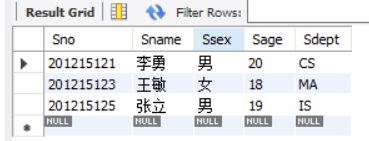 Result Grid Filter Rows:
Sno Sname Ssex Sage Sdept
201215121 李勇 男 20 CS
201215123 王敏 女 18 MA
201215125 张立 男 19 IS
NULL NULL NULL NULL NULL